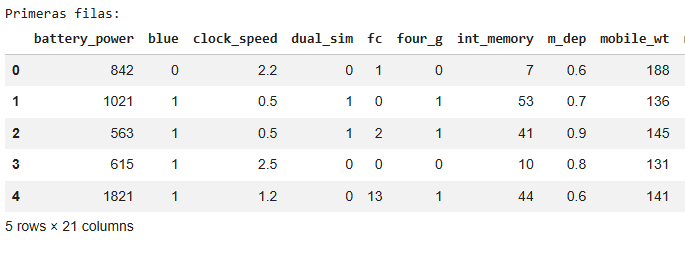 Primeras filas:
battery_power blue clock_speed dual_sim fc four_g int_memory m_dep mobile_wt
0 842 0 2.2 0 1 0 7 0.6 188
1 1021 1 0.5 1 0 1 53 0.7 136
2 563 1 0.5 1 2 1 41 0.9 145
3 615 1 2.5 0 0 0 10 0.8 131
4 1821 1 1.2 0 13 1 44 0.6 141
5 rows × 21 columns